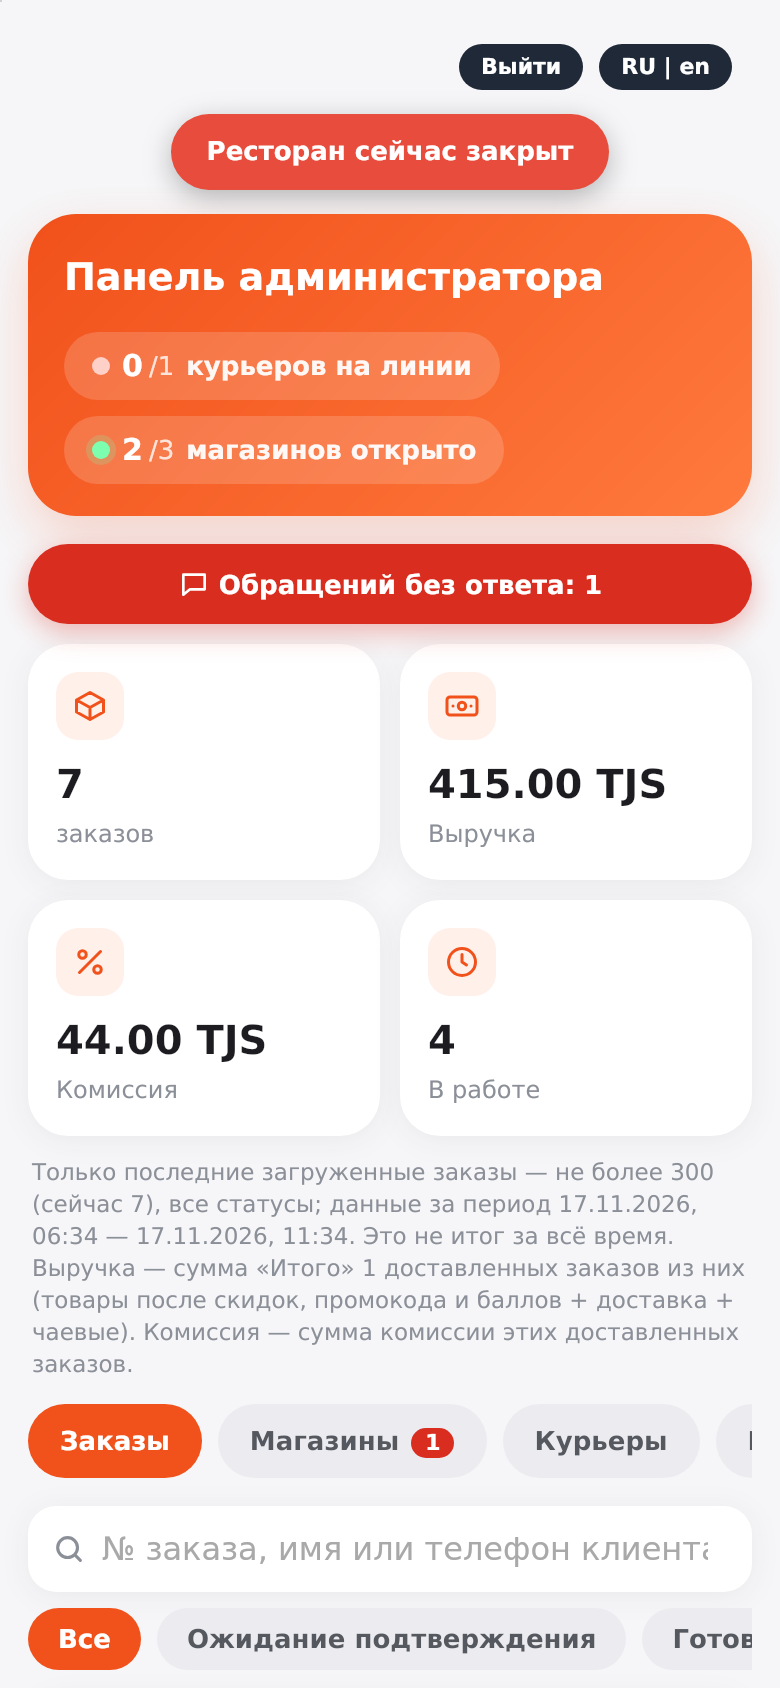 Выйти
RU | en
Ресторан сейчас закрыт
Панель администратора
0 /1 курьеров на линии
2 /3 магазинов открыто
Обращений без ответа: 1
7
заказов
415.00 TJS
Выручка
44.00 TJS
Комиссия
4
В работе
Только последние загруженные заказы — не более 300
(сейчас 7), все статусы; данные за период 17.11.2026,
06:34 — 17.11.2026, 11:34. Это не итог за всё время.
Выручка — сумма «Итого» 1 доставленных заказов из них
(товары после скидок, промокода и баллов + доставка +
чаевые). Комиссия — сумма комиссии этих доставленных
заказов.
Заказы
Магазины 1
Курьеры
№ заказа, имя или телефон клиента
Все
Ожидание подтверждения
Готов